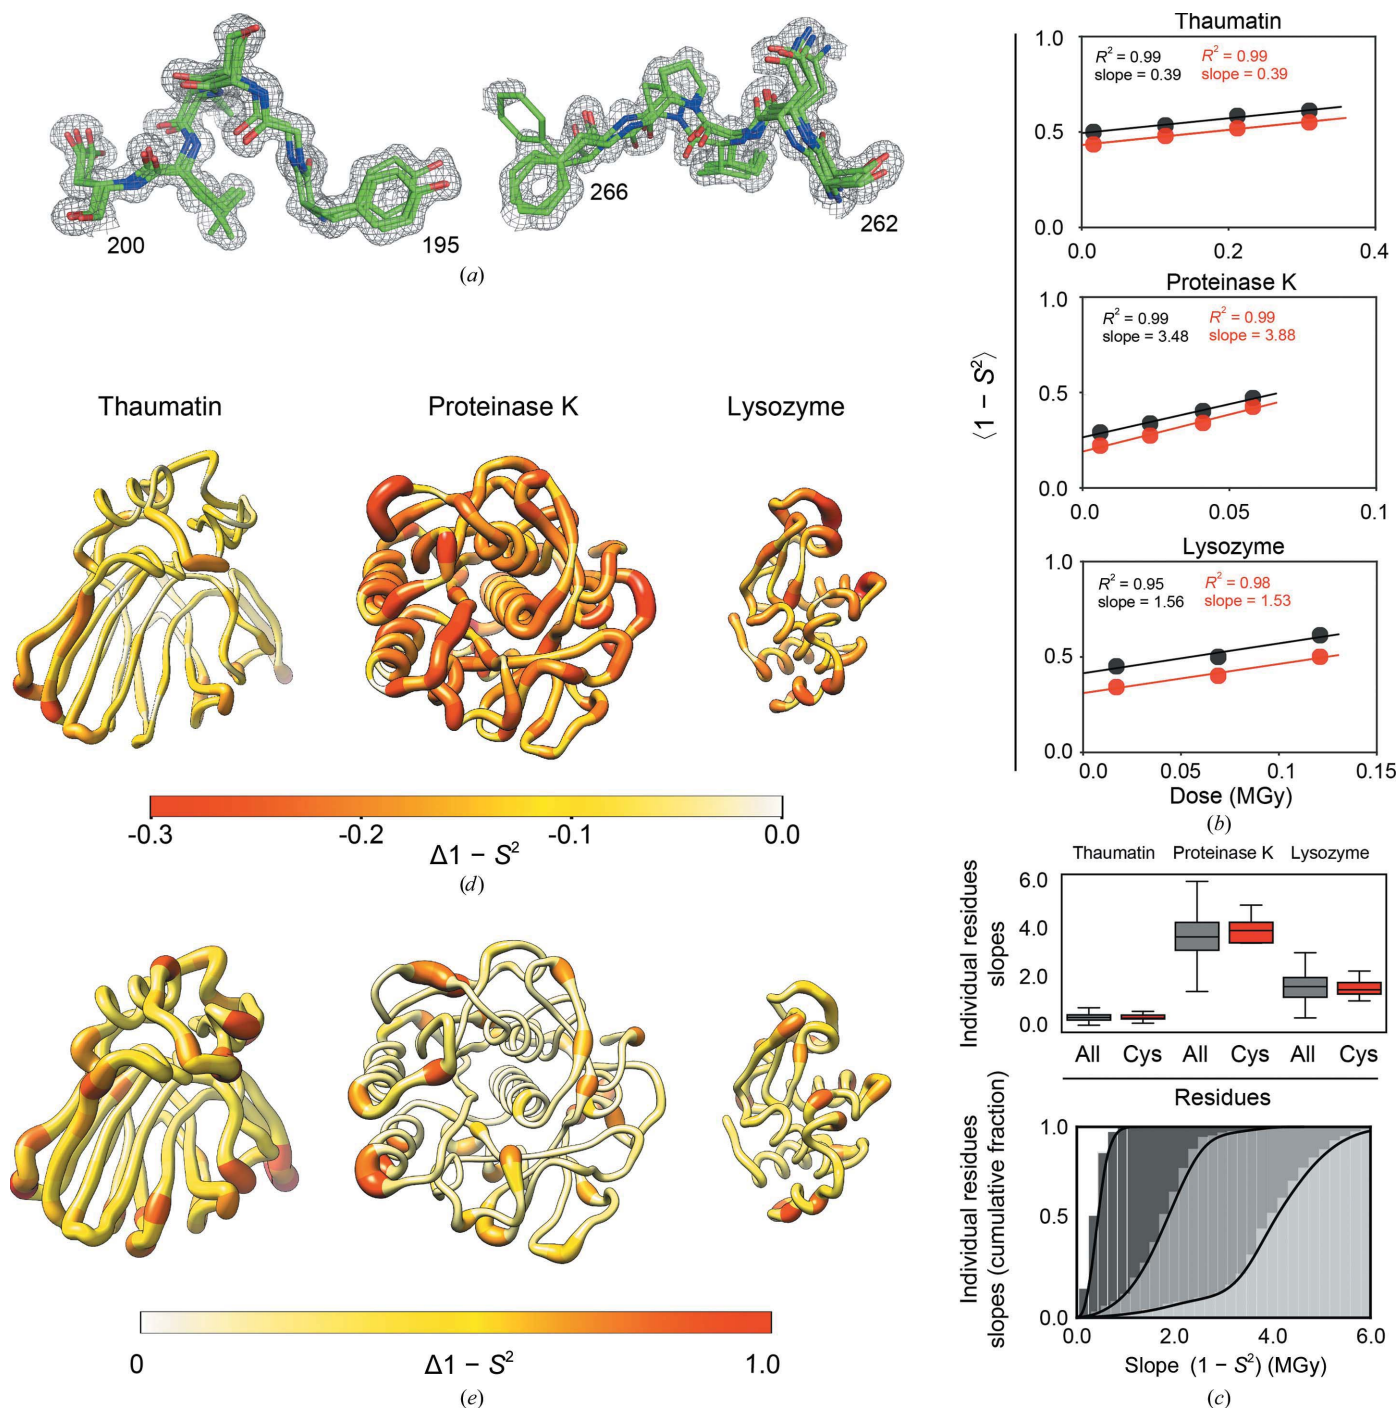 200
195
266
262
(a)
Thaumatin
R² = 0.99 R² = 0.99
slope = 0.39 slope = 0.39
1.0
0.5
0.0
0.0 0.2 0.4
Proteinase K
R² = 0.99 R² = 0.99
slope = 3.48 slope = 3.88
1.0
0.5
0.0
0.0 0.05 0.1
Lysozyme
R² = 0.95 R² = 0.98
slope = 1.56 slope = 1.53
1.0
0.5
0.0
0.0 0.05 0.1 0.15
Dose (MGy)
⟨1 − S²⟩
(b)
Thaumatin Proteinase K Lysozyme
-0.3 -0.2 -0.1 0.0
Δ1 − S²
(d)
0 1.0
Δ1 − S²
(e)
Thaumatin Proteinase K Lysozyme
Individual residues
slopes
6.0
4.0
2.0
0.0
All Cys All Cys All Cys
Residues
Individual residues
slopes (cumulative fraction)
1.0
0.5
0.0
0.0 2.0 4.0 6.0
Slope (1 − S²) (MGy)
(c)